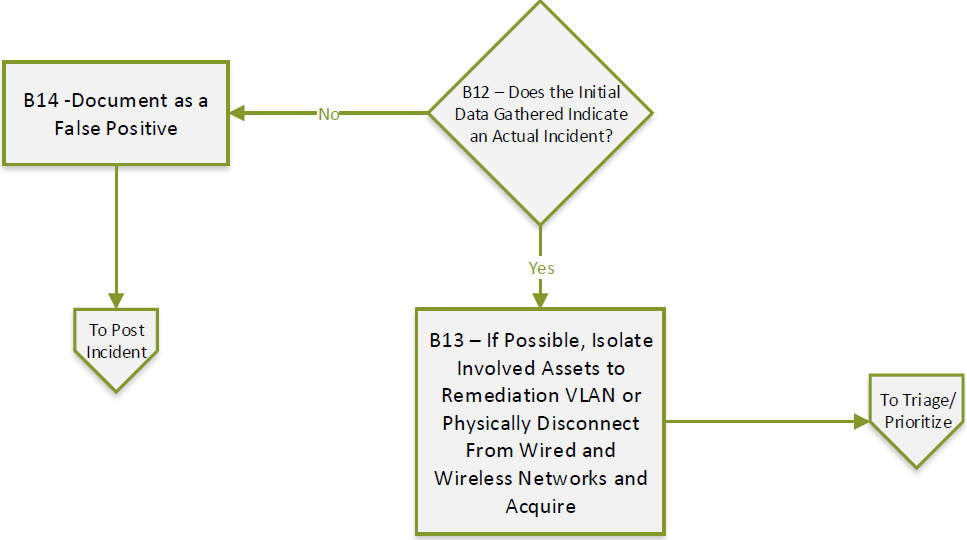 B12 – Does the Initial
Data Gathered Indicate
an Actual Incident?
No
B14 -Document as a
False Positive
To Post
Incident
Yes
B13 – If Possible, Isolate
Involved Assets to
Remediation VLAN or
Physically Disconnect
From Wired and
Wireless Networks and
Acquire
To Triage/
Prioritize